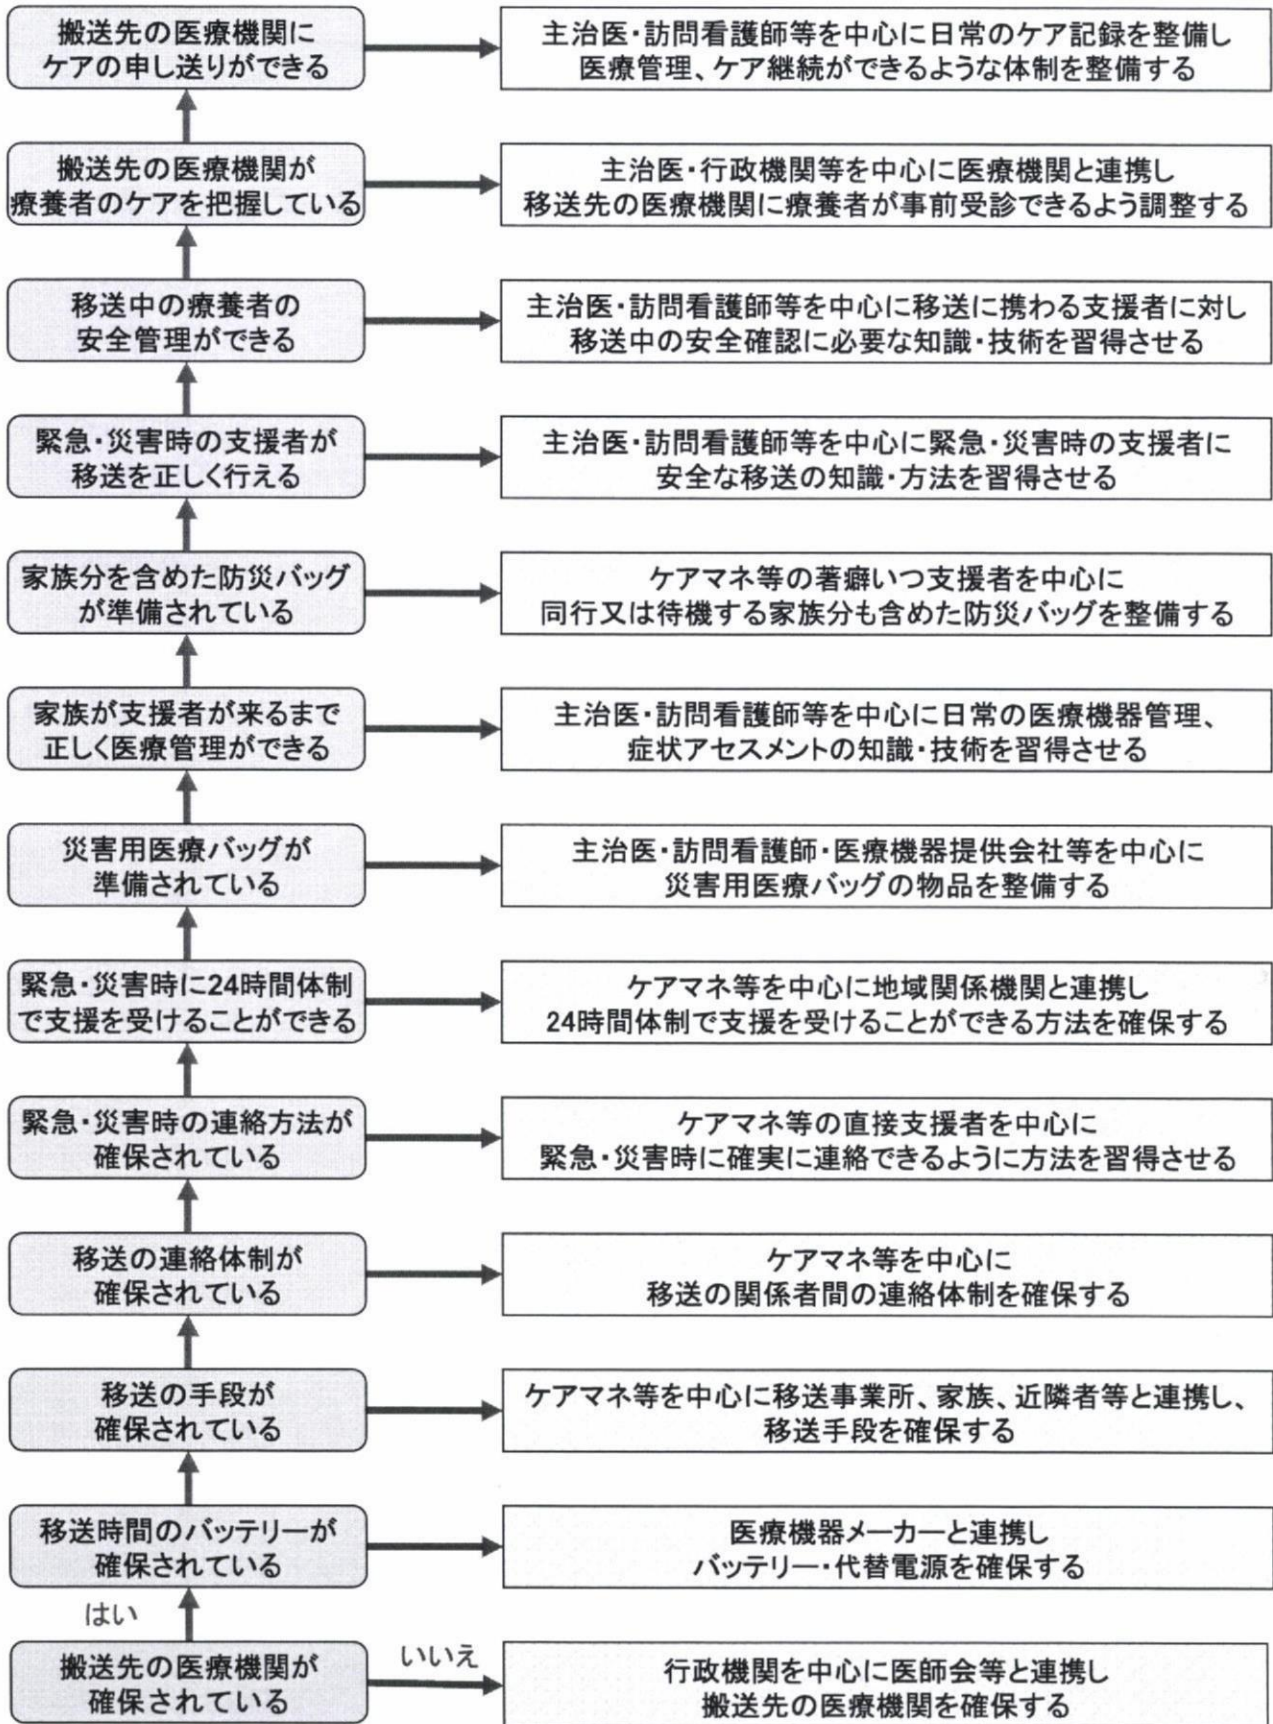 搬送先の医療機関に
ケアの申し送りができる
主治医・訪問看護師等を中心に日常のケア記録を整備し
医療管理、ケア継続ができるような体制を整備する
搬送先の医療機関が
療養者のケアを把握している
主治医・行政機関等を中心に医療機関と連携し
移送先の医療機関に療養者が事前受診できるよう調整する
移送中の療養者の
安全管理ができる
主治医・訪問看護師等を中心に移送に携わる支援者に対し
移送中の安全確認に必要な知識・技術を習得させる
緊急・災害時の支援者が
移送を正しく行える
主治医・訪問看護師等を中心に緊急・災害時の支援者に
安全な移送の知識・方法を習得させる
家族分を含めた防災バッグ
が準備されている
ケアマネ等の著癖いつ支援者を中心に
同行又は待機する家族分も含めた防災バッグを整備する
家族が支援者が来るまで
正しく医療管理ができる
主治医・訪問看護師等を中心に日常の医療機器管理、
症状アセスメントの知識・技術を習得させる
災害用医療バッグが
準備されている
主治医・訪問看護師・医療機器提供会社等を中心に
災害用医療バッグの物品を整備する
緊急・災害時に24時間体制
で支援を受けることができる
ケアマネ等を中心に地域関係機関と連携し
24時間体制で支援を受けることができる方法を確保する
緊急・災害時の連絡方法が
確保されている
ケアマネ等の直接支援者を中心に
緊急・災害時に確実に連絡できるように方法を習得させる
移送の連絡体制が
確保されている
ケアマネ等を中心に
移送の関係者間の連絡体制を確保する
移送の手段が
確保されている
ケアマネ等を中心に移送事業所、家族、近隣者等と連携し、
移送手段を確保する
移送時間のバッテリーが
確保されている
医療機器メーカーと連携し
バッテリー・代替電源を確保する
はい
搬送先の医療機関が
確保されている
いいえ
行政機関を中心に医師会等と連携し
搬送先の医療機関を確保する